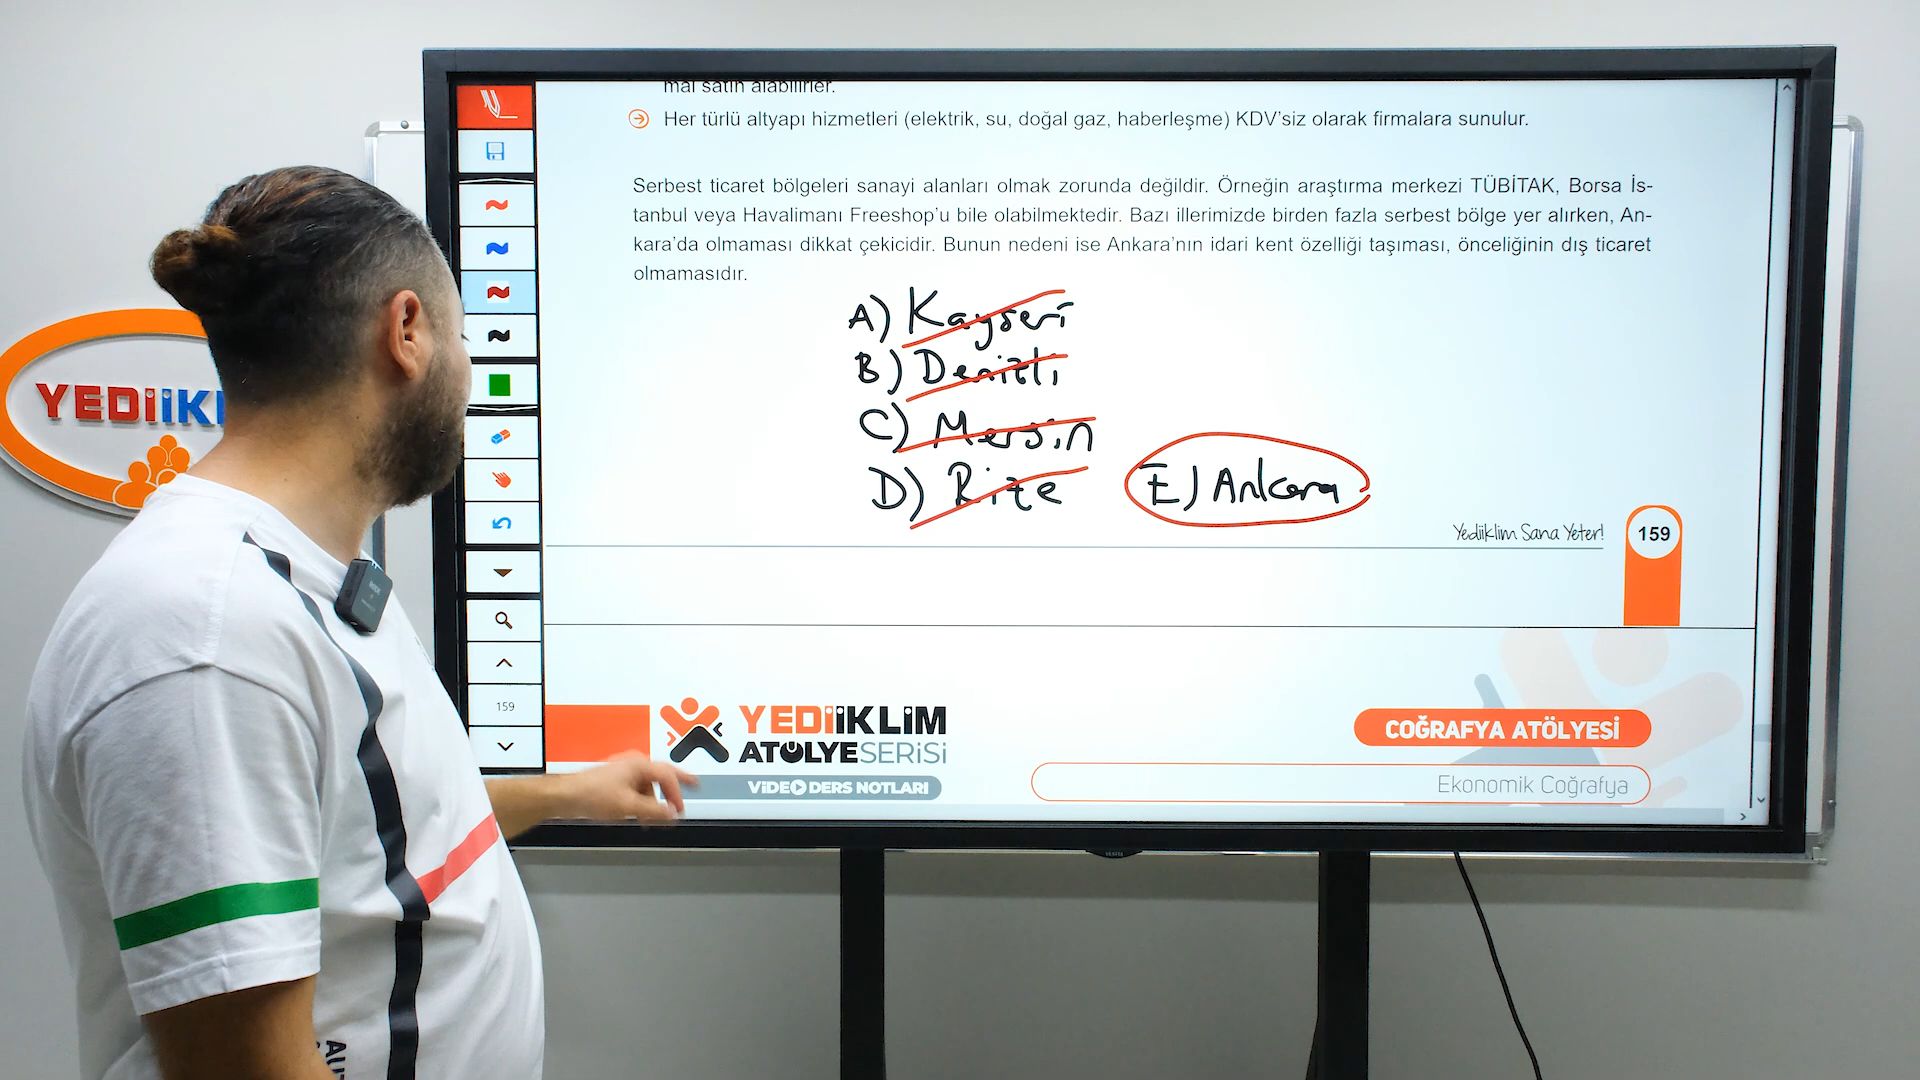 mal satın alabilirler.
Her türlü altyapı hizmetleri (elektrik, su, doğal gaz, haberleşme) KDV'siz olarak firmalara sunulur.
Serbest ticaret bölgeleri sanayi alanları olmak zorunda değildir. Örneğin araştırma merkezi TÜBİTAK, Borsa İs-
tanbul veya Havalimanı Freeshop'u bile olabilmektedir. Bazı illerimizde birden fazla serbest bölge yer alırken, An-
kara'da olmaması dikkat çekicidir. Bunun nedeni ise Ankara'nın idari kent özelliği taşıması, önceliğinin dış ticaret
olmamasıdır.
A) Kayseri
B) Denizli
C) Mersin
D) Rize
E) Ankara
Yediiklim Sana Yeter!
159
159
YEDİİKLİM
ATÖLYE SERİSİ
VİDEO DERS NOTLARI
COĞRAFYA ATÖLYESİ
Ekonomik Coğrafya
YEDİİK